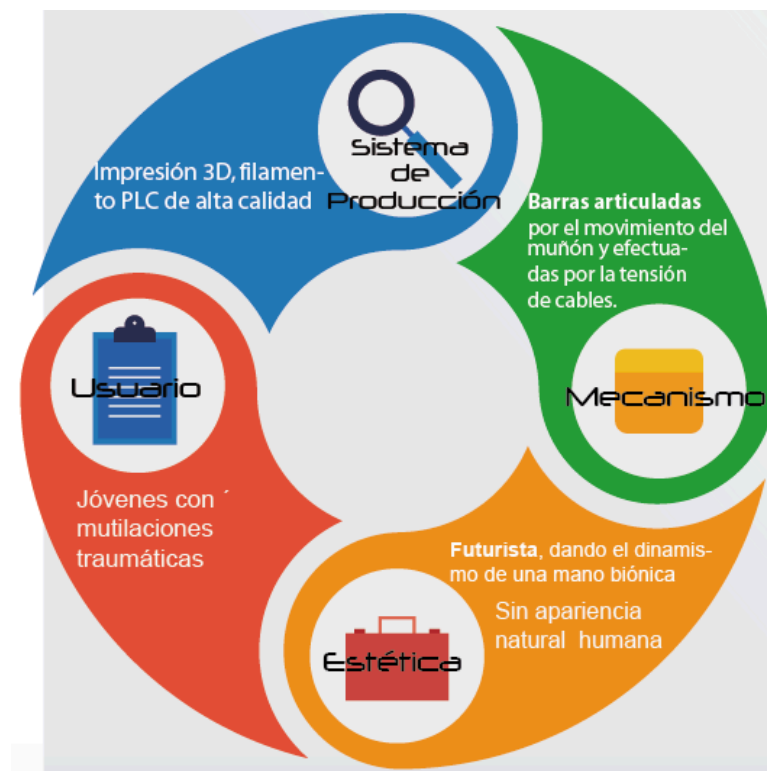 Sistema
de
Producción
Impresión 3D, filamen-
to PLC de alta calidad
Barras articuladas
por el movimiento del
muñón y efectua-
das por la tensión
de cables.
Mecanismo
Usuario
Jóvenes con ´
mutilaciones
traumáticas
Futurista, dando el dinamis-
mo de una mano biónica
Sin apariencia
natural humana
Estética